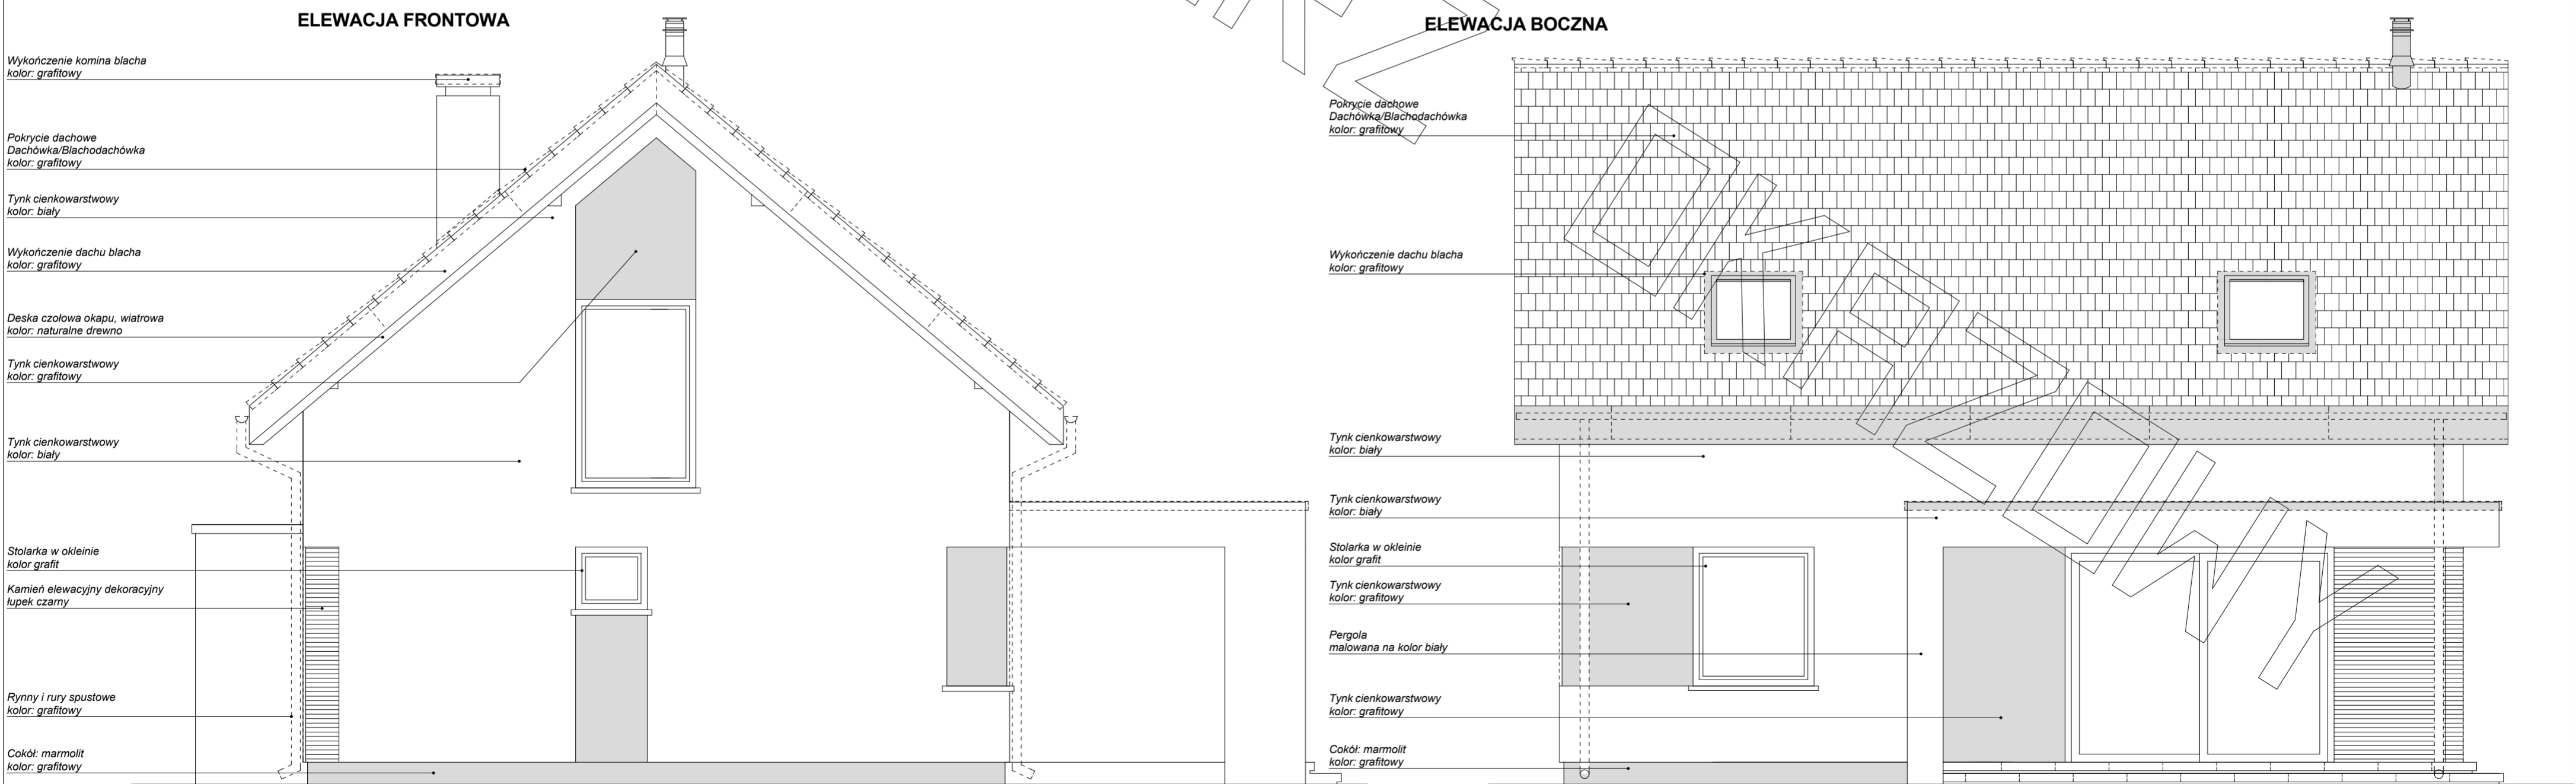 ELEWACJA FRONTOWA
Wykończenie komina blacha
kolor: grafitowy
Pokrycie dachowe
Dachówka/Blachodachówka
kolor: grafitowy
Tynk cienkowarstwowy
kolor: biały
Wykończenie dachu blacha
kolor: grafitowy
Deska czołowa okapu, wiatrowa
kolor: naturalne drewno
Tynk cienkowarstwowy
kolor: grafitowy
Tynk cienkowarstwowy
kolor: biały
Stolarka w okleinie
kolor grafit
Kamień elewacyjny dekoracyjny
łupek czarny
Rynny i rury spustowe
kolor: grafitowy
Cokół: marmolit
kolor: grafitowy
ELEWACJA BOCZNA
Pokrycie dachowe
Dachówka/Blachodachówka
kolor: grafitowy
Wykończenie dachu blacha
kolor: grafitowy
Tynk cienkowarstwowy
kolor: biały
Tynk cienkowarstwowy
kolor: biały
Stolarka w okleinie
kolor grafit
Tynk cienkowarstwowy
kolor: grafitowy
Pergola
malowana na kolor biały
Tynk cienkowarstwowy
kolor: grafitowy
Cokół: marmolit
kolor: grafitowy